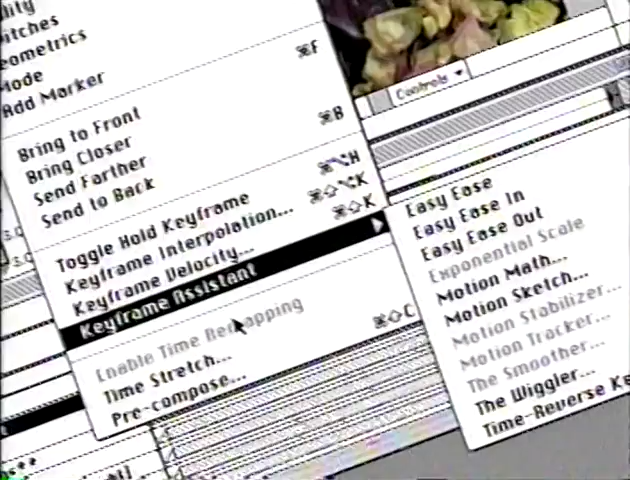 ality
itches
eometrics
Mode
Add Marker ⌘F
Bring to Front ⌘B
Bring Closer
Send Farther
Send to Back
Toggle Hold Keyframe ⌘⌥H
Keyframe Interpolation... ⌘⇧⌥K
Keyframe Velocity... ⌘⇧K
Keyframe Assistant
Enable Time Remapping
Time Stretch...
Pre-compose... ⌘⇧C
Controls
Easy Ease
Easy Ease In
Easy Ease Out
Exponential Scale
Motion Math...
Motion Sketch...
Motion Stabilizer...
Motion Tracker...
The Smoother...
The Wiggler...
Time-Reverse Ke